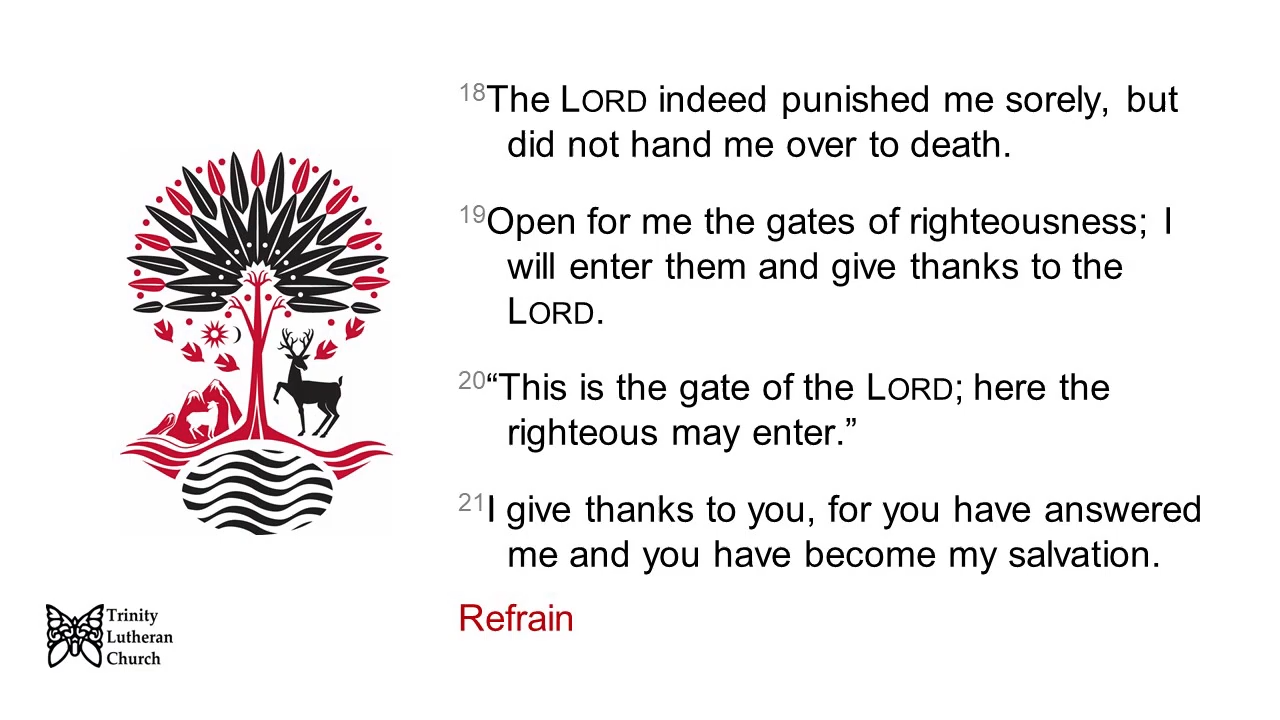 18The LORD indeed punished me sorely, but
did not hand me over to death.
19Open for me the gates of righteousness; I
will enter them and give thanks to the
LORD.
20“This is the gate of the LORD; here the
righteous may enter.”
21I give thanks to you, for you have answered
me and you have become my salvation.
Refrain
Trinity
Lutheran
Church